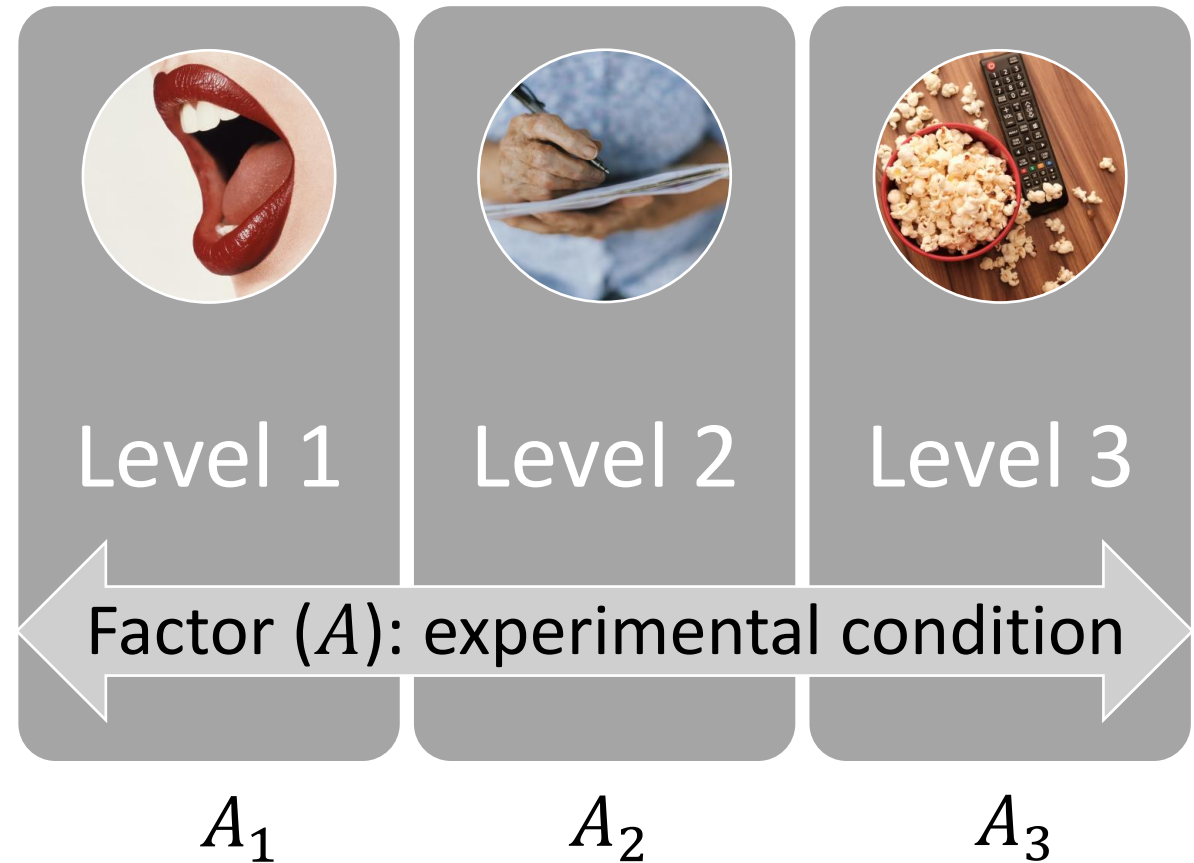 Level 1
Level 2
Level 3
Factor (A): experimental condition
A₁
A₂
A₃